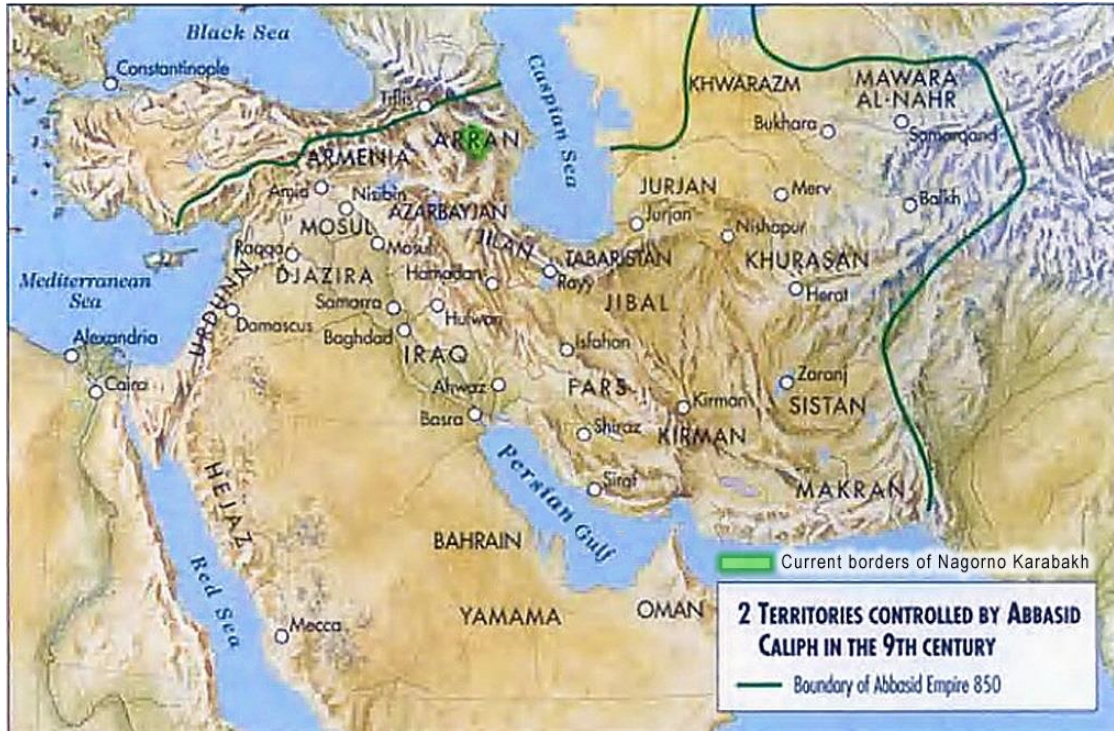 Black Sea
Constantinople
Tiflis
Caspian Sea
KHWARAZM
MAWARA
AL-NAHR
Bukhara
Samarqand
ARRAN
ARMENIA
Amid
Nisibin
AZARBAYJAN
JURJAN
Merv
Balkh
MOSUL
Mosul
JILAN
Jurjan
Nishapur
Raqqa
DJAZIRA
Hamadan
Rayy
TABARISTAN
KHURASAN
Mediterranean
Sea
URDUNN
Samarra
Hulwan
JIBAL
Herat
Damascus
Baghdad
IRAQ
Isfahan
Alexandria
Cairo
Ahwaz
FARS
Zaranj
Basra
Kirman
SISTAN
Shiraz
KIRMAN
HEJAZ
Persian Gulf
Siraf
MAKRAN
BAHRAIN
Red Sea
Mecca
YAMAMA
OMAN
Current borders of Nagorno Karabakh
2 TERRITORIES CONTROLLED BY ABBASID
CALIPH IN THE 9TH CENTURY
Boundary of Abbasid Empire 850